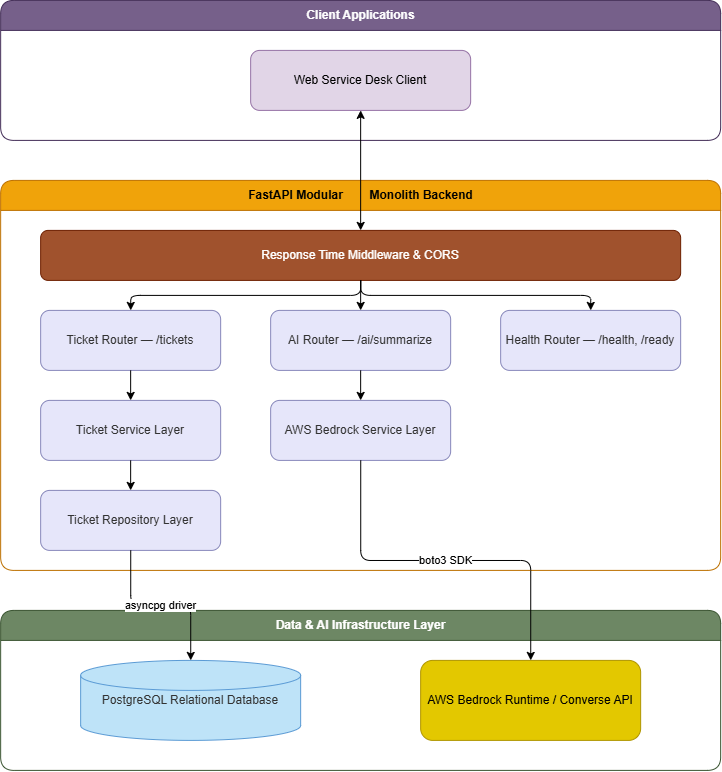 Client Applications
Web Service Desk Client
FastAPI Modular Monolith Backend
Response Time Middleware & CORS
Ticket Router — /tickets
AI Router — /ai/summarize
Health Router — /health, /ready
Ticket Service Layer
AWS Bedrock Service Layer
Ticket Repository Layer
boto3 SDK
asyncpg driver
Data & AI Infrastructure Layer
PostgreSQL Relational Database
AWS Bedrock Runtime / Converse API